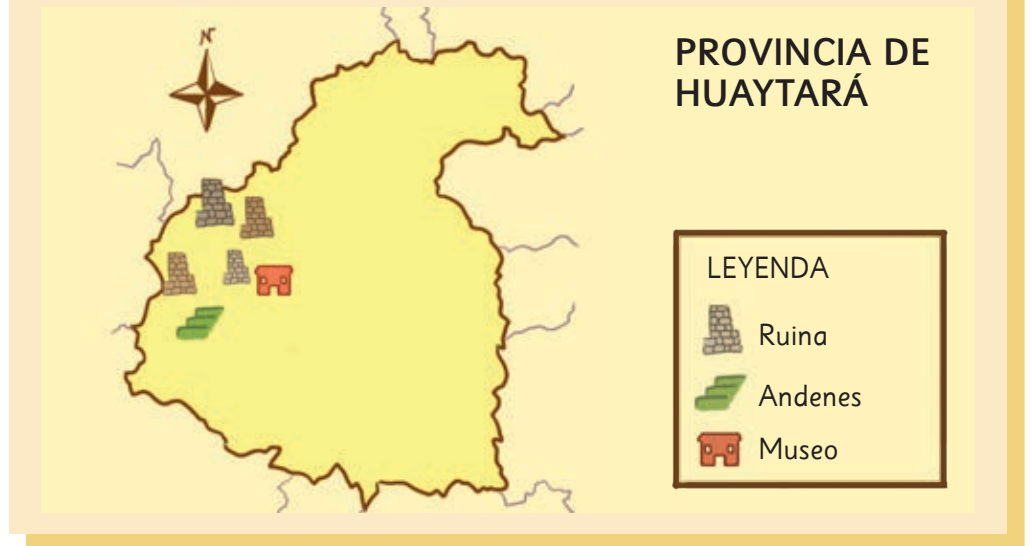 N
PROVINCIA DE
HUAYTARÁ
LEYENDA
Ruina
Andenes
Museo